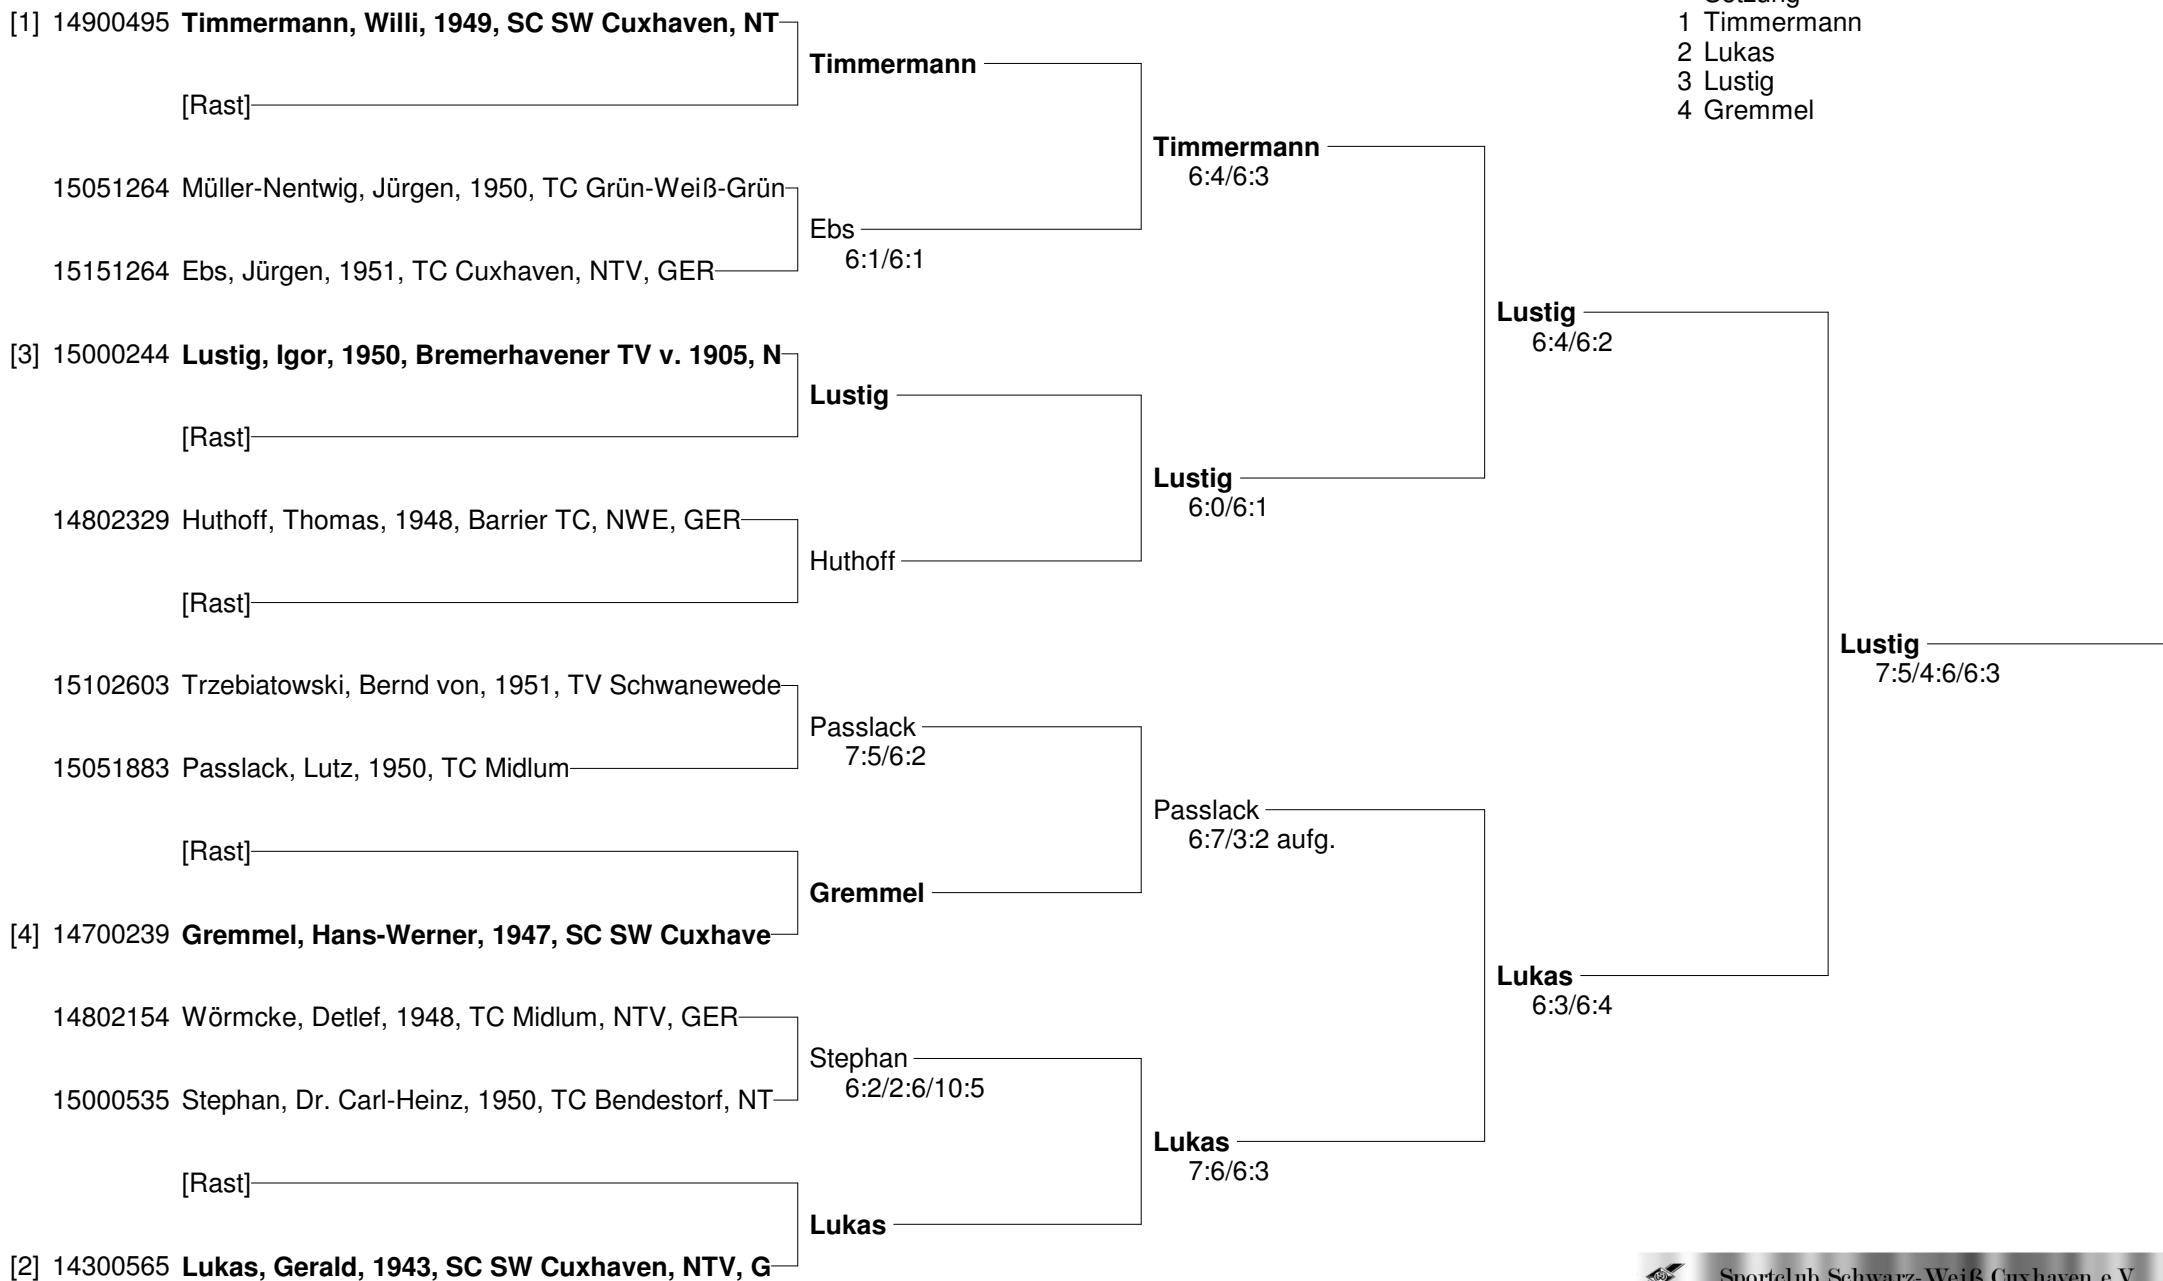 Setzung
1 Timmermann
2 Lukas
3 Lustig
4 Gremmel
[1] 14900495 Timmermann, Willi, 1949, SC SW Cuxhaven, NT
Timmermann
[Rast]
Timmermann
6:4/6:3
15051264 Müller-Nentwig, Jürgen, 1950, TC Grün-Weiß-Grün
Ebs
6:1/6:1
15151264 Ebs, Jürgen, 1951, TC Cuxhaven, NTV, GER
Lustig
6:4/6:2
[3] 15000244 Lustig, Igor, 1950, Bremerhavener TV v. 1905, N
Lustig
[Rast]
Lustig
6:0/6:1
14802329 Huthoff, Thomas, 1948, Barrier TC, NWE, GER
Huthoff
[Rast]
Lustig
7:5/4:6/6:3
15102603 Trzebiatowski, Bernd von, 1951, TV Schwanewede
Passlack
7:5/6:2
15051883 Passlack, Lutz, 1950, TC Midlum
Passlack
6:7/3:2 aufg.
[Rast]
Gremmel
[4] 14700239 Gremmel, Hans-Werner, 1947, SC SW Cuxhave
Lukas
6:3/6:4
14802154 Wörmcke, Detlef, 1948, TC Midlum, NTV, GER
Stephan
6:2/2:6/10:5
15000535 Stephan, Dr. Carl-Heinz, 1950, TC Bendestorf, NT
Lukas
7:6/6:3
[Rast]
Lukas
[2] 14300565 Lukas, Gerald, 1943, SC SW Cuxhaven, NTV, G
Sportclub Schwarz-Weiß Cuxhaven e.V.